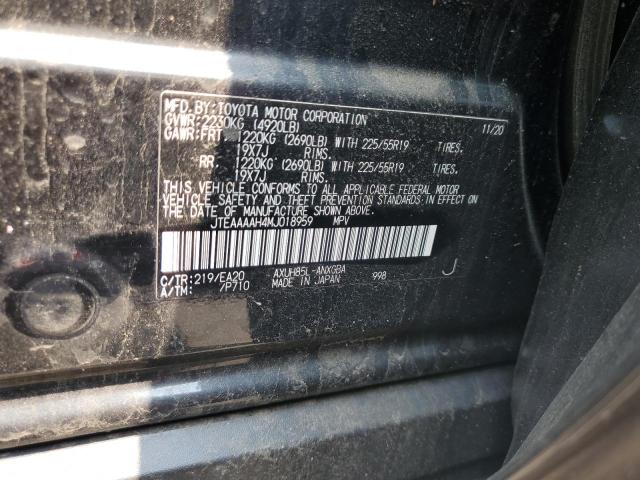 MFD.BY:TOYOTA MOTOR CORPORATION 11/20
GVWR:2230KG (4920LB)
GAWR:FRT 1220KG (2690LB) WITH 225/55R19 TIRES.
19X7J RIMS.
RR. 1220KG (2690LB) WITH 225/55R19 TIRES.
19X7J RIMS.
THIS VEHICLE CONFORMS TO ALL APPLICABLE FEDERAL MOTOR
VEHICLE SAFETY, BUMPER, AND THEFT PREVENTION STANDARDS
IN EFFECT ON THE DATE OF MANUFACTURE SHOWN ABOVE.
JTEAAAAH4MJ018959 MPV
C/TR:219/EA20 AXUH85L-ANXGBA J
A/TM: /P710 MADE IN JAPAN 998